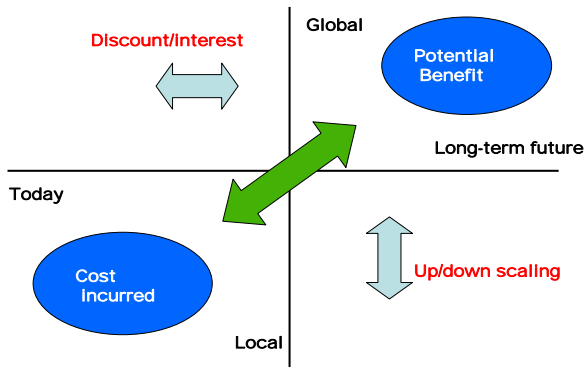 Global
Discount/interest
Potential
Benefit
Long-term future
Today
Cost
Incurred
Up/down scaling
Local